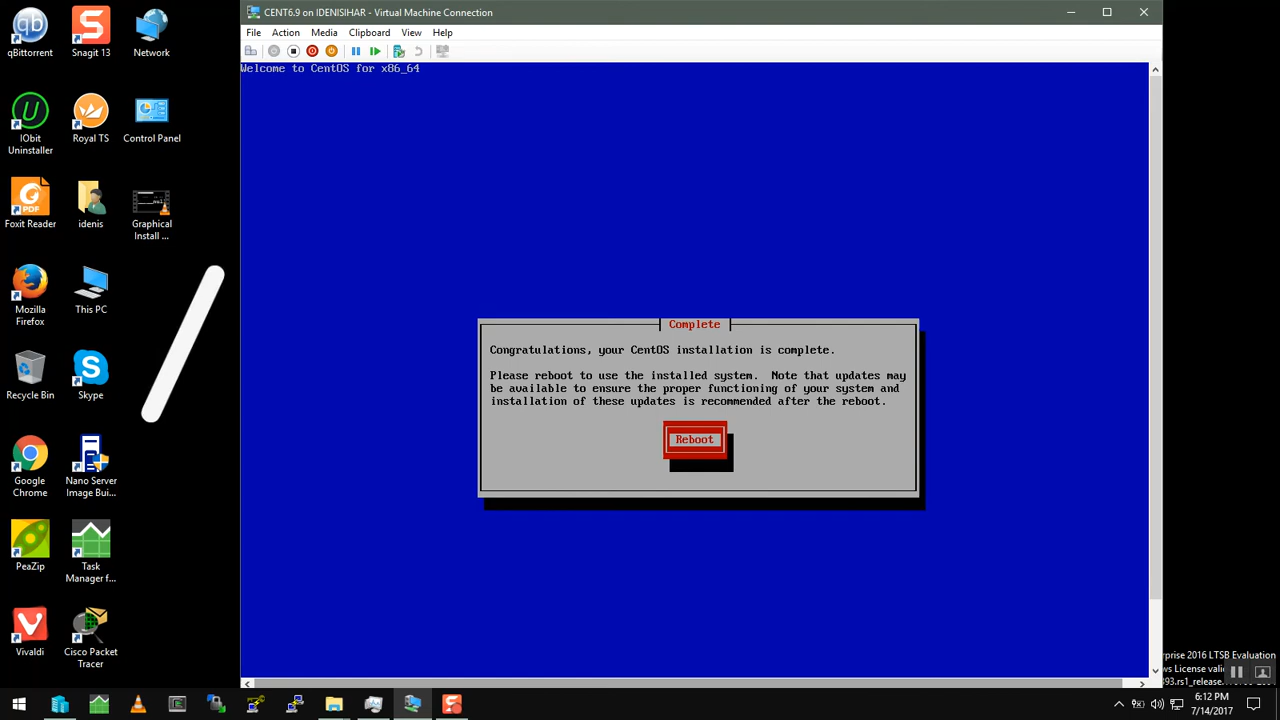 CENT6.9 on IDENISIHAR - Virtual Machine Connection
File Action Media Clipboard View Help
Welcome to CentOS for x86_64
Complete
Congratulations, your CentOS installation is complete.
Please reboot to use the installed system. Note that updates may
be available to ensure the proper functioning of your system and
installation of these updates is recommended after the reboot.
Reboot
qBittorrent
Snagit 13
Network
IObit
Uninstaller
Royal TS
Control Panel
Foxit Reader
idenis
Graphical
Install ...
Mozilla
Firefox
This PC
Recycle Bin
Skype
Google
Chrome
Nano Server
Image Bui...
PeaZip
Task
Manager f...
Vivaldi
Cisco Packet
Tracer
rprise 2016 LTSB Evaluation
ws License vali
393.rs1_release.
6:12 PM
7/14/2017